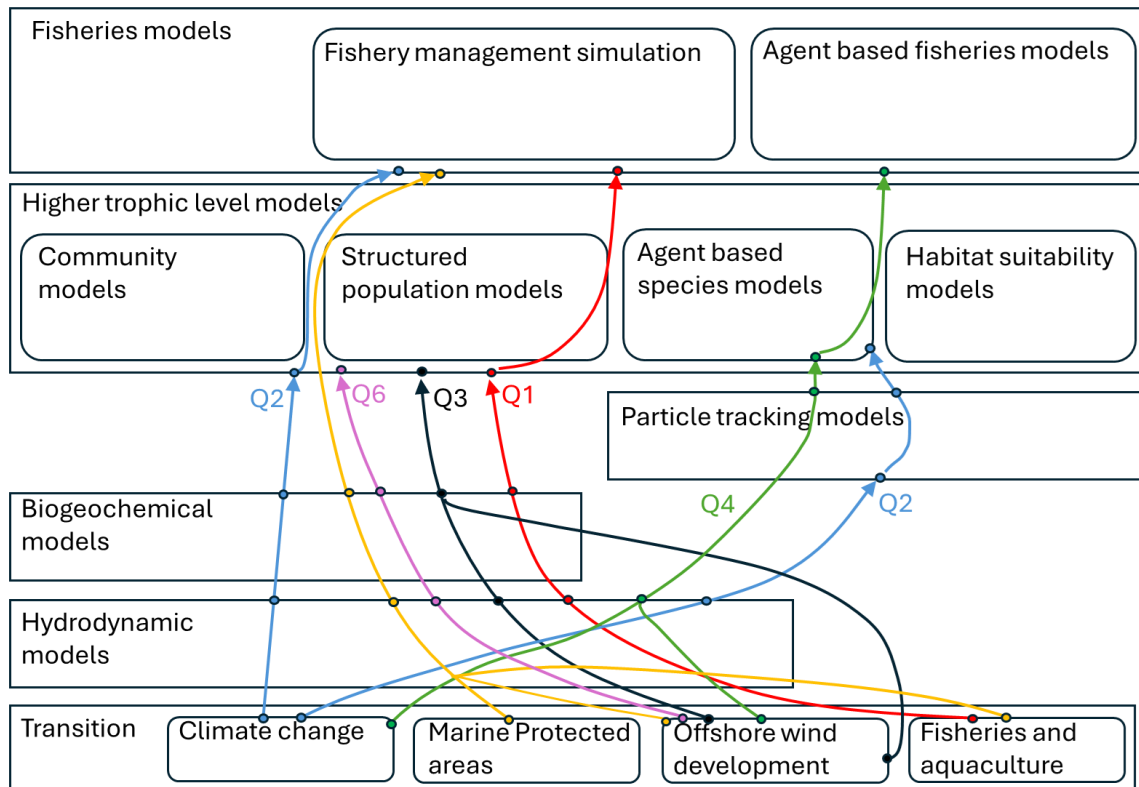 Fisheries models
Fishery management simulation
Agent based fisheries models
Higher trophic level models
Community
models
Structured
population models
Agent based
species models
Habitat suitability
models
Q2
Q6
Q3
Q1
Particle tracking models
Q4
Q2
Biogeochemical
models
Hydrodynamic
models
Transition
Climate change
Marine Protected
areas
Offshore wind
development
Fisheries and
aquaculture